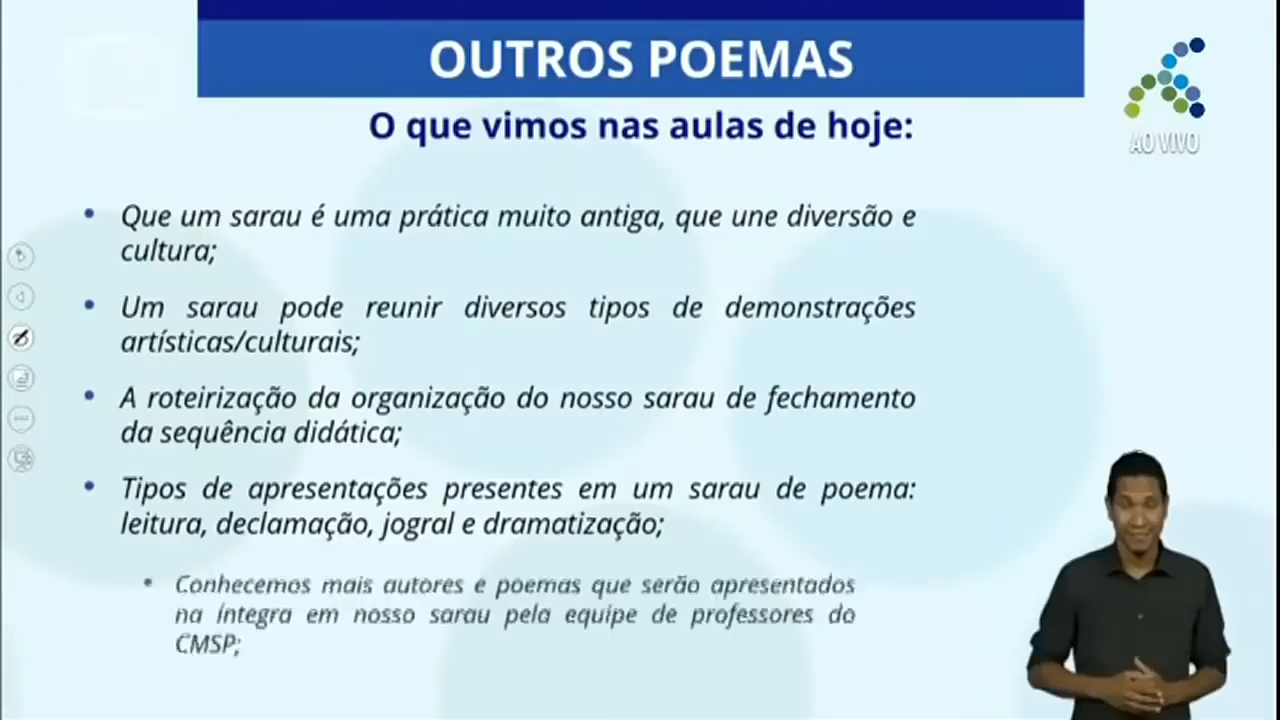 OUTROS POEMAS
O que vimos nas aulas de hoje:
AO VIVO
• Que um sarau é uma prática muito antiga, que une diversão e
cultura;
• Um sarau pode reunir diversos tipos de demonstrações
artísticas/culturais;
• A roteirização da organização do nosso sarau de fechamento
da sequência didática;
• Tipos de apresentações presentes em um sarau de poema:
leitura, declamação, jogral e dramatização;
• Conhecemos mais autores e poemas que serão apresentados
na íntegra em nosso sarau pela equipe de professores do
CMSP;